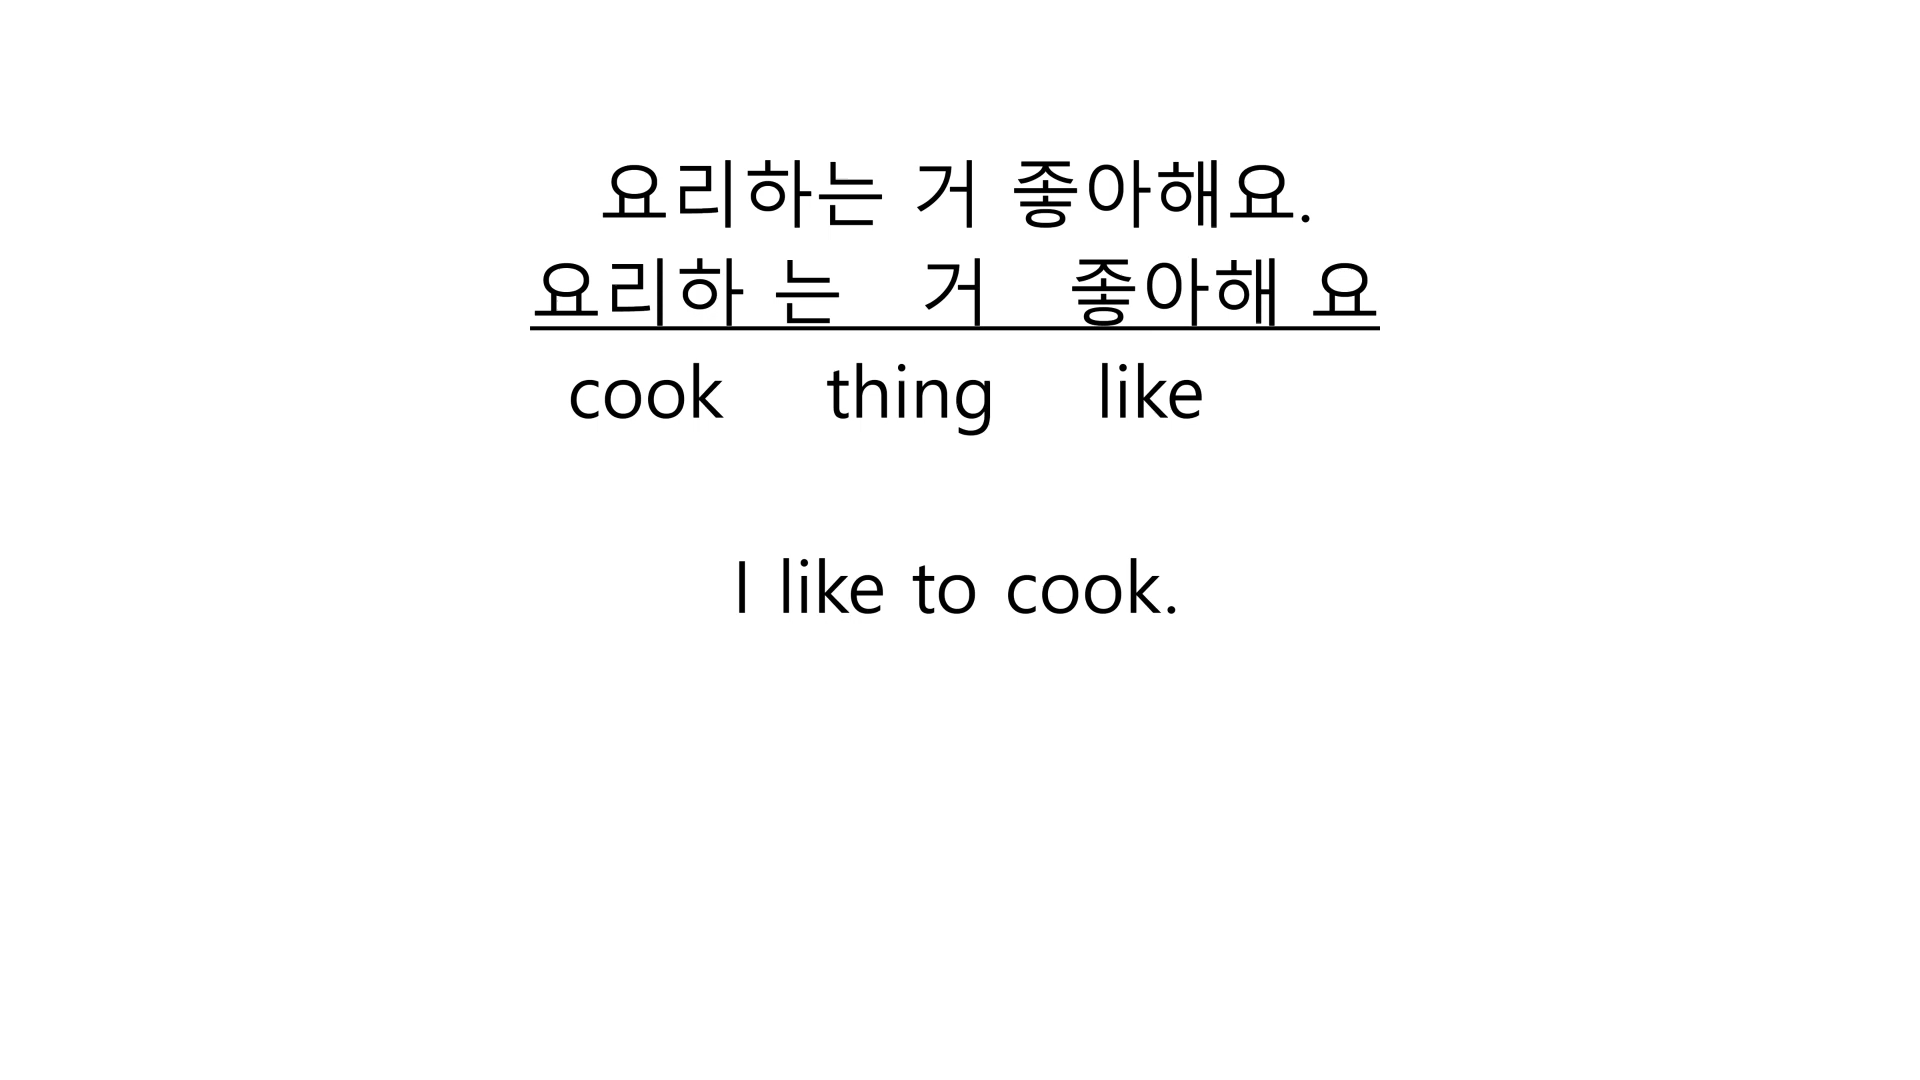 요리하는 거 좋아해요.
요리하 는 거 좋아해 요
cook thing like
I like to cook.